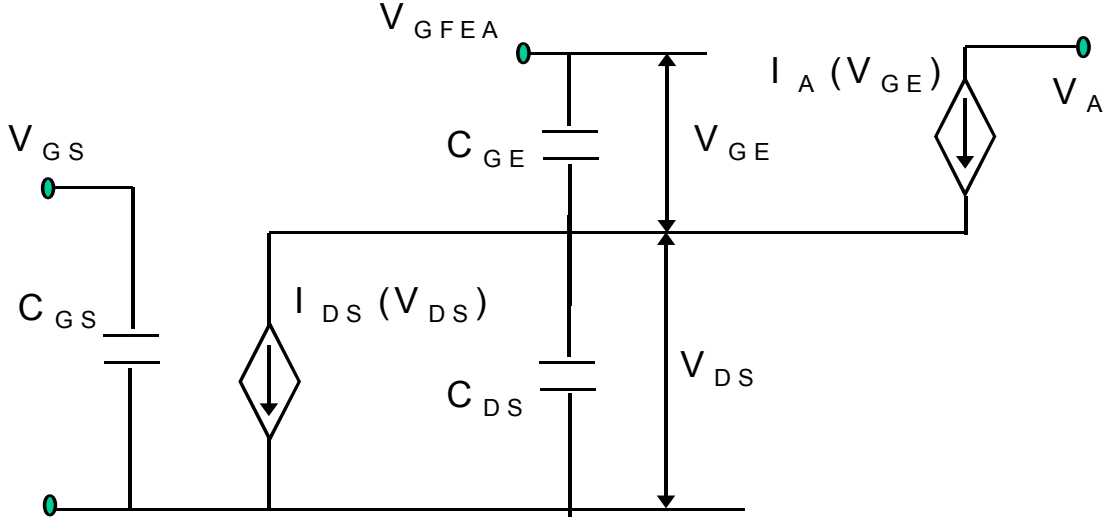 V GFEA
I A (V GE)
V A
V GS
C GE
V GE
C GS
I DS (V DS)
V DS
C DS